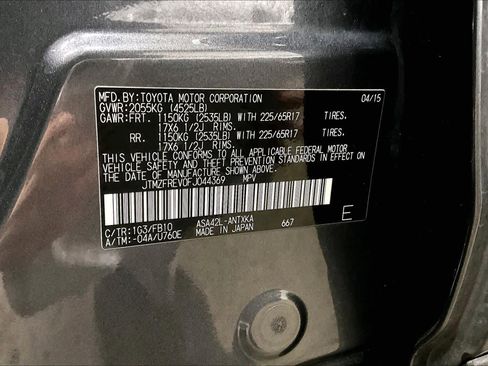 MFD. BY: TOYOTA MOTOR CORPORATION 04/15
GVWR: 2055KG (4525LB)
GAWR: FRT. 1150KG (2535LB) WITH 225/65R17 TIRES.
17X6 1/2J RIMS.
RR. 1150KG (2535LB) WITH 225/65R17 TIRES.
17X6 1/2J RIMS.
THIS VEHICLE CONFORMS TO ALL APPLICABLE FEDERAL MOTOR
VEHICLE SAFETY AND THEFT PREVENTION STANDARDS IN EFFECT
ON THE DATE OF MANUFACTURE SHOWN ABOVE.
JTMZFREV0FJ044369 MPV
C/TR: 1G3/FB10 ASA42L-ANTXKA 667
A/TM: -04A/U760E MADE IN JAPAN E